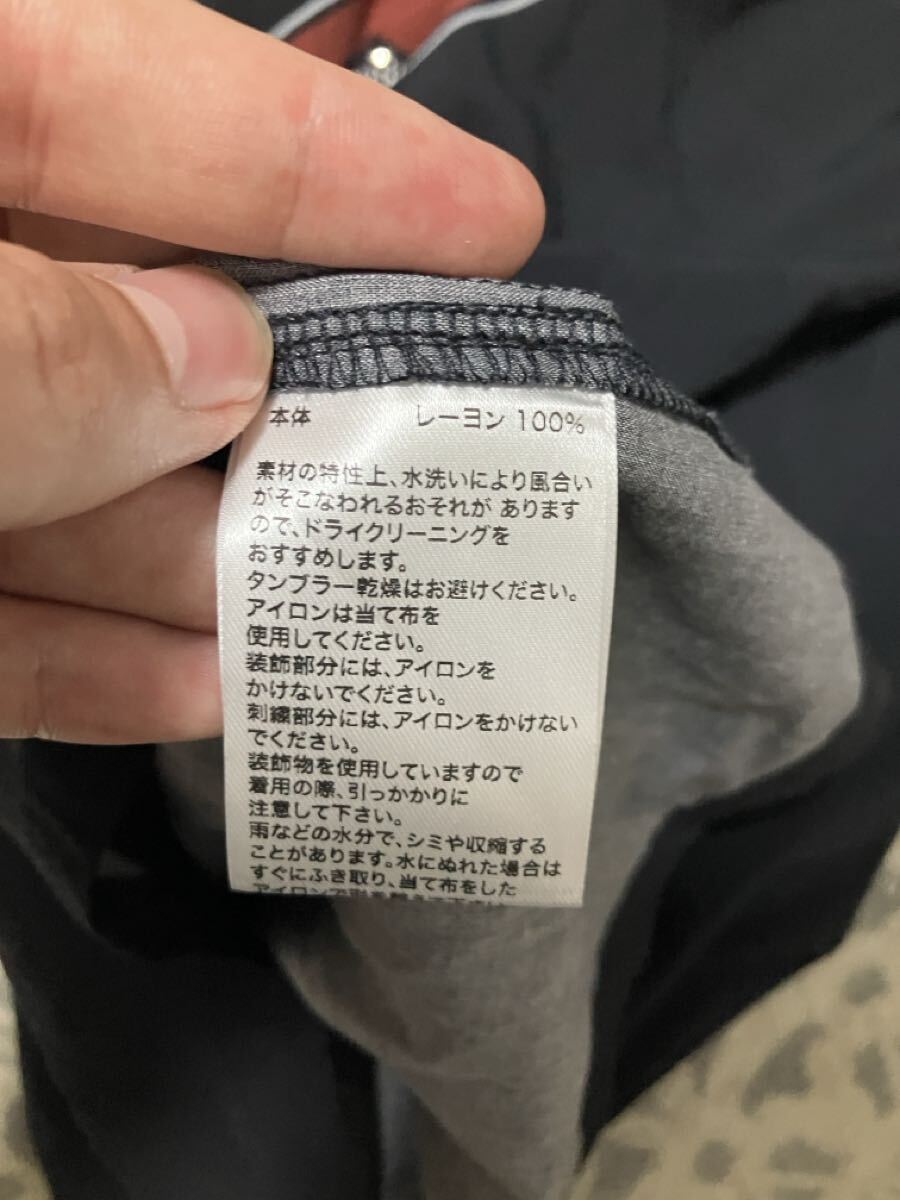 本体 レーヨン 100%
素材の特性上、水洗いにより風合い
がそこなわれるおそれが あります
ので、ドライクリーニングを
おすすめします。
タンブラー乾燥はお避けください。
アイロンは当て布を
使用してください。
装飾部分には、アイロンを
かけないでください。
刺繍部分には、アイロンをかけない
でください。
装飾物を使用していますので
着用の際、引っかかりに
注意して下さい。
雨などの水分で、シミや収縮する
ことがあります。水にぬれた場合は
すぐにふき取り、当て布をした
アイロンで